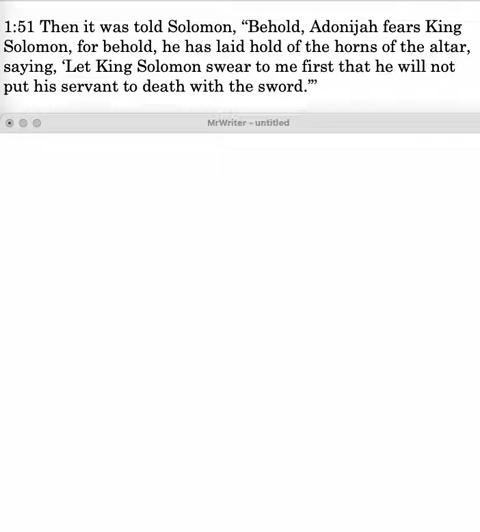 1:51 Then it was told Solomon, “Behold, Adonijah fears King
Solomon, for behold, he has laid hold of the horns of the altar,
saying, ‘Let King Solomon swear to me first that he will not
put his servant to death with the sword.’”
MrWriter - untitled